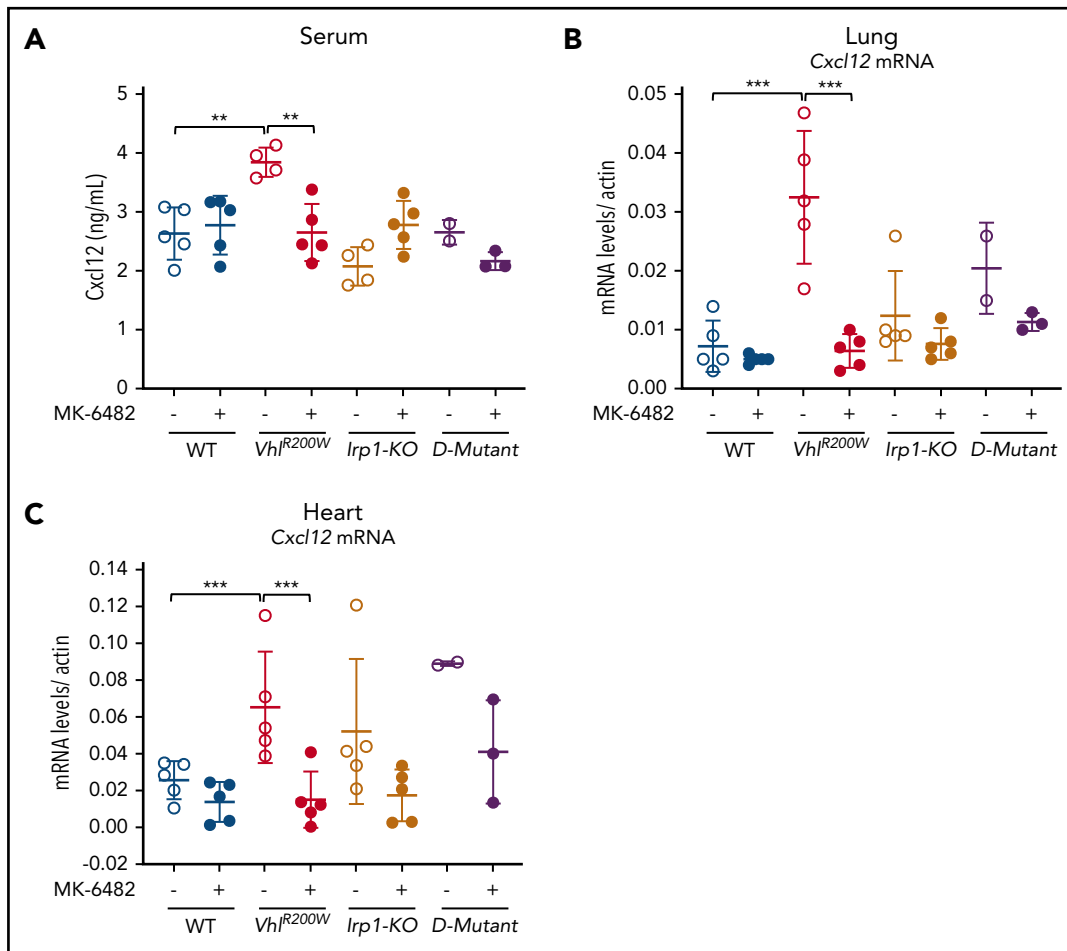 A
Serum
Cxcl12 (ng/mL)
5
4
3
2
1
0
**
**
MK-6482
- + - + - + - +
WT VhlR200W Irp1-KO D-Mutant
B
Lung
Cxcl12 mRNA
mRNA levels/ actin
0.05
0.04
0.03
0.02
0.01
0.00
***
***
MK-6482
- + - + - + - +
WT VhlR200W Irp1-KO D-Mutant
C
Heart
Cxcl12 mRNA
mRNA levels/ actin
0.14
0.12
0.10
0.08
0.06
0.04
0.02
0.00
-0.02
***
***
MK-6482
- + - + - + - +
WT VhlR200W Irp1-KO D-Mutant